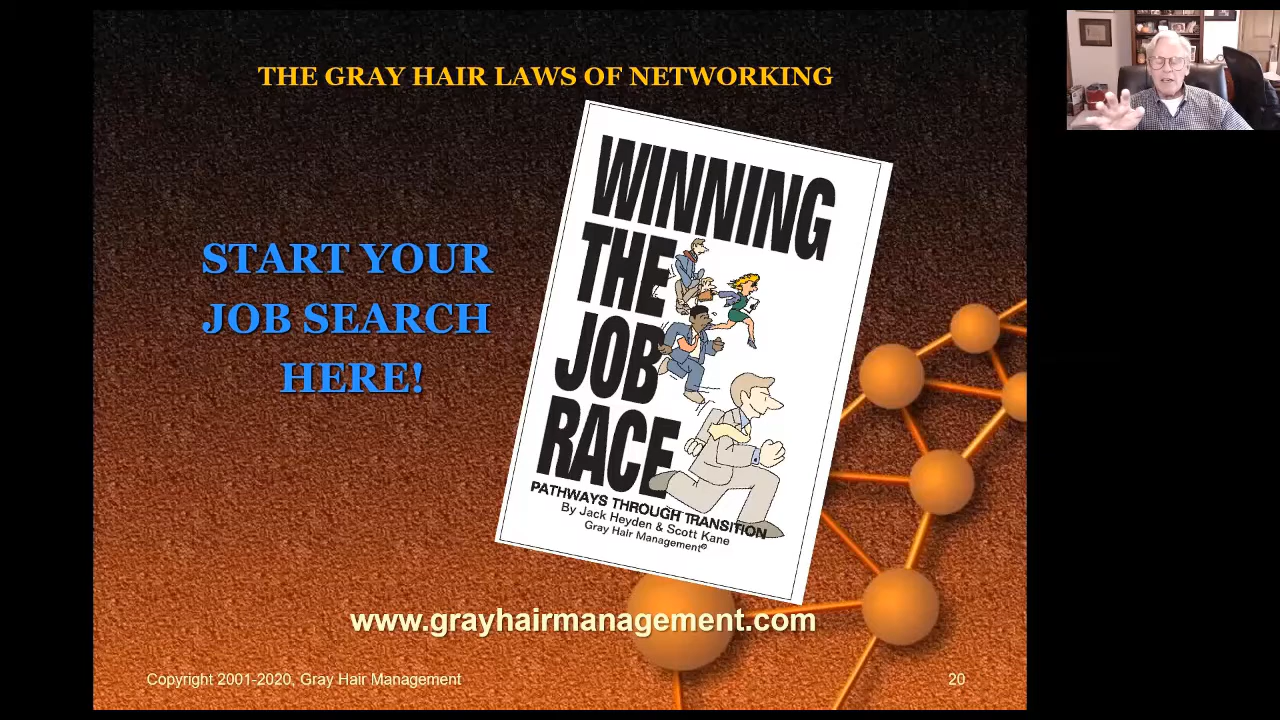 THE GRAY HAIR LAWS OF NETWORKING
START YOUR
JOB SEARCH
HERE!
WINNING
THE
JOB
RACE
PATHWAYS THROUGH TRANSITION
By Jack Heyden & Scott Kane
Gray Hair Management®
www.grayhairmanagement.com
Copyright 2001-2020, Gray Hair Management
20